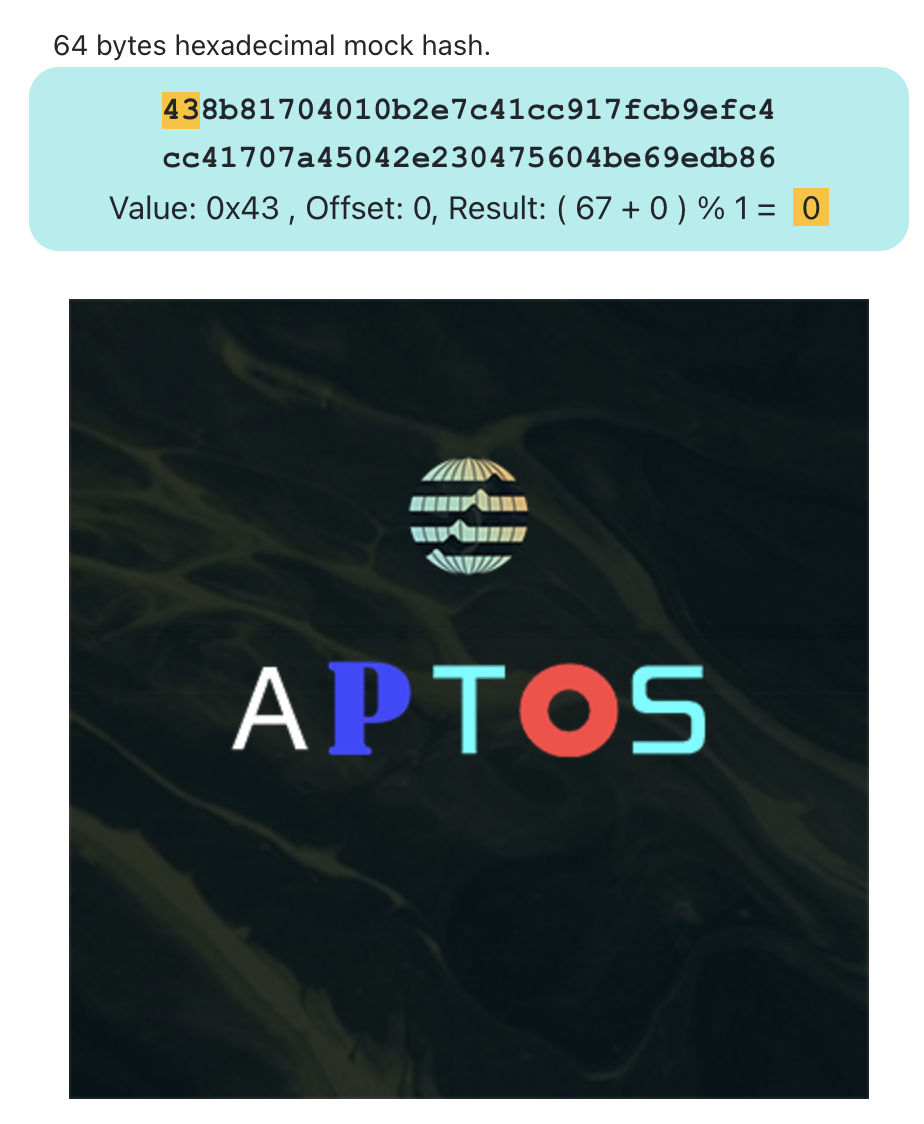 64 bytes hexadecimal mock hash.
438b81704010b2e7c41cc917fcb9efc4
cc41707a45042e230475604be69edb86
Value: 0x43 , Offset: 0, Result: ( 67 + 0 ) % 1 = 0
APTOS